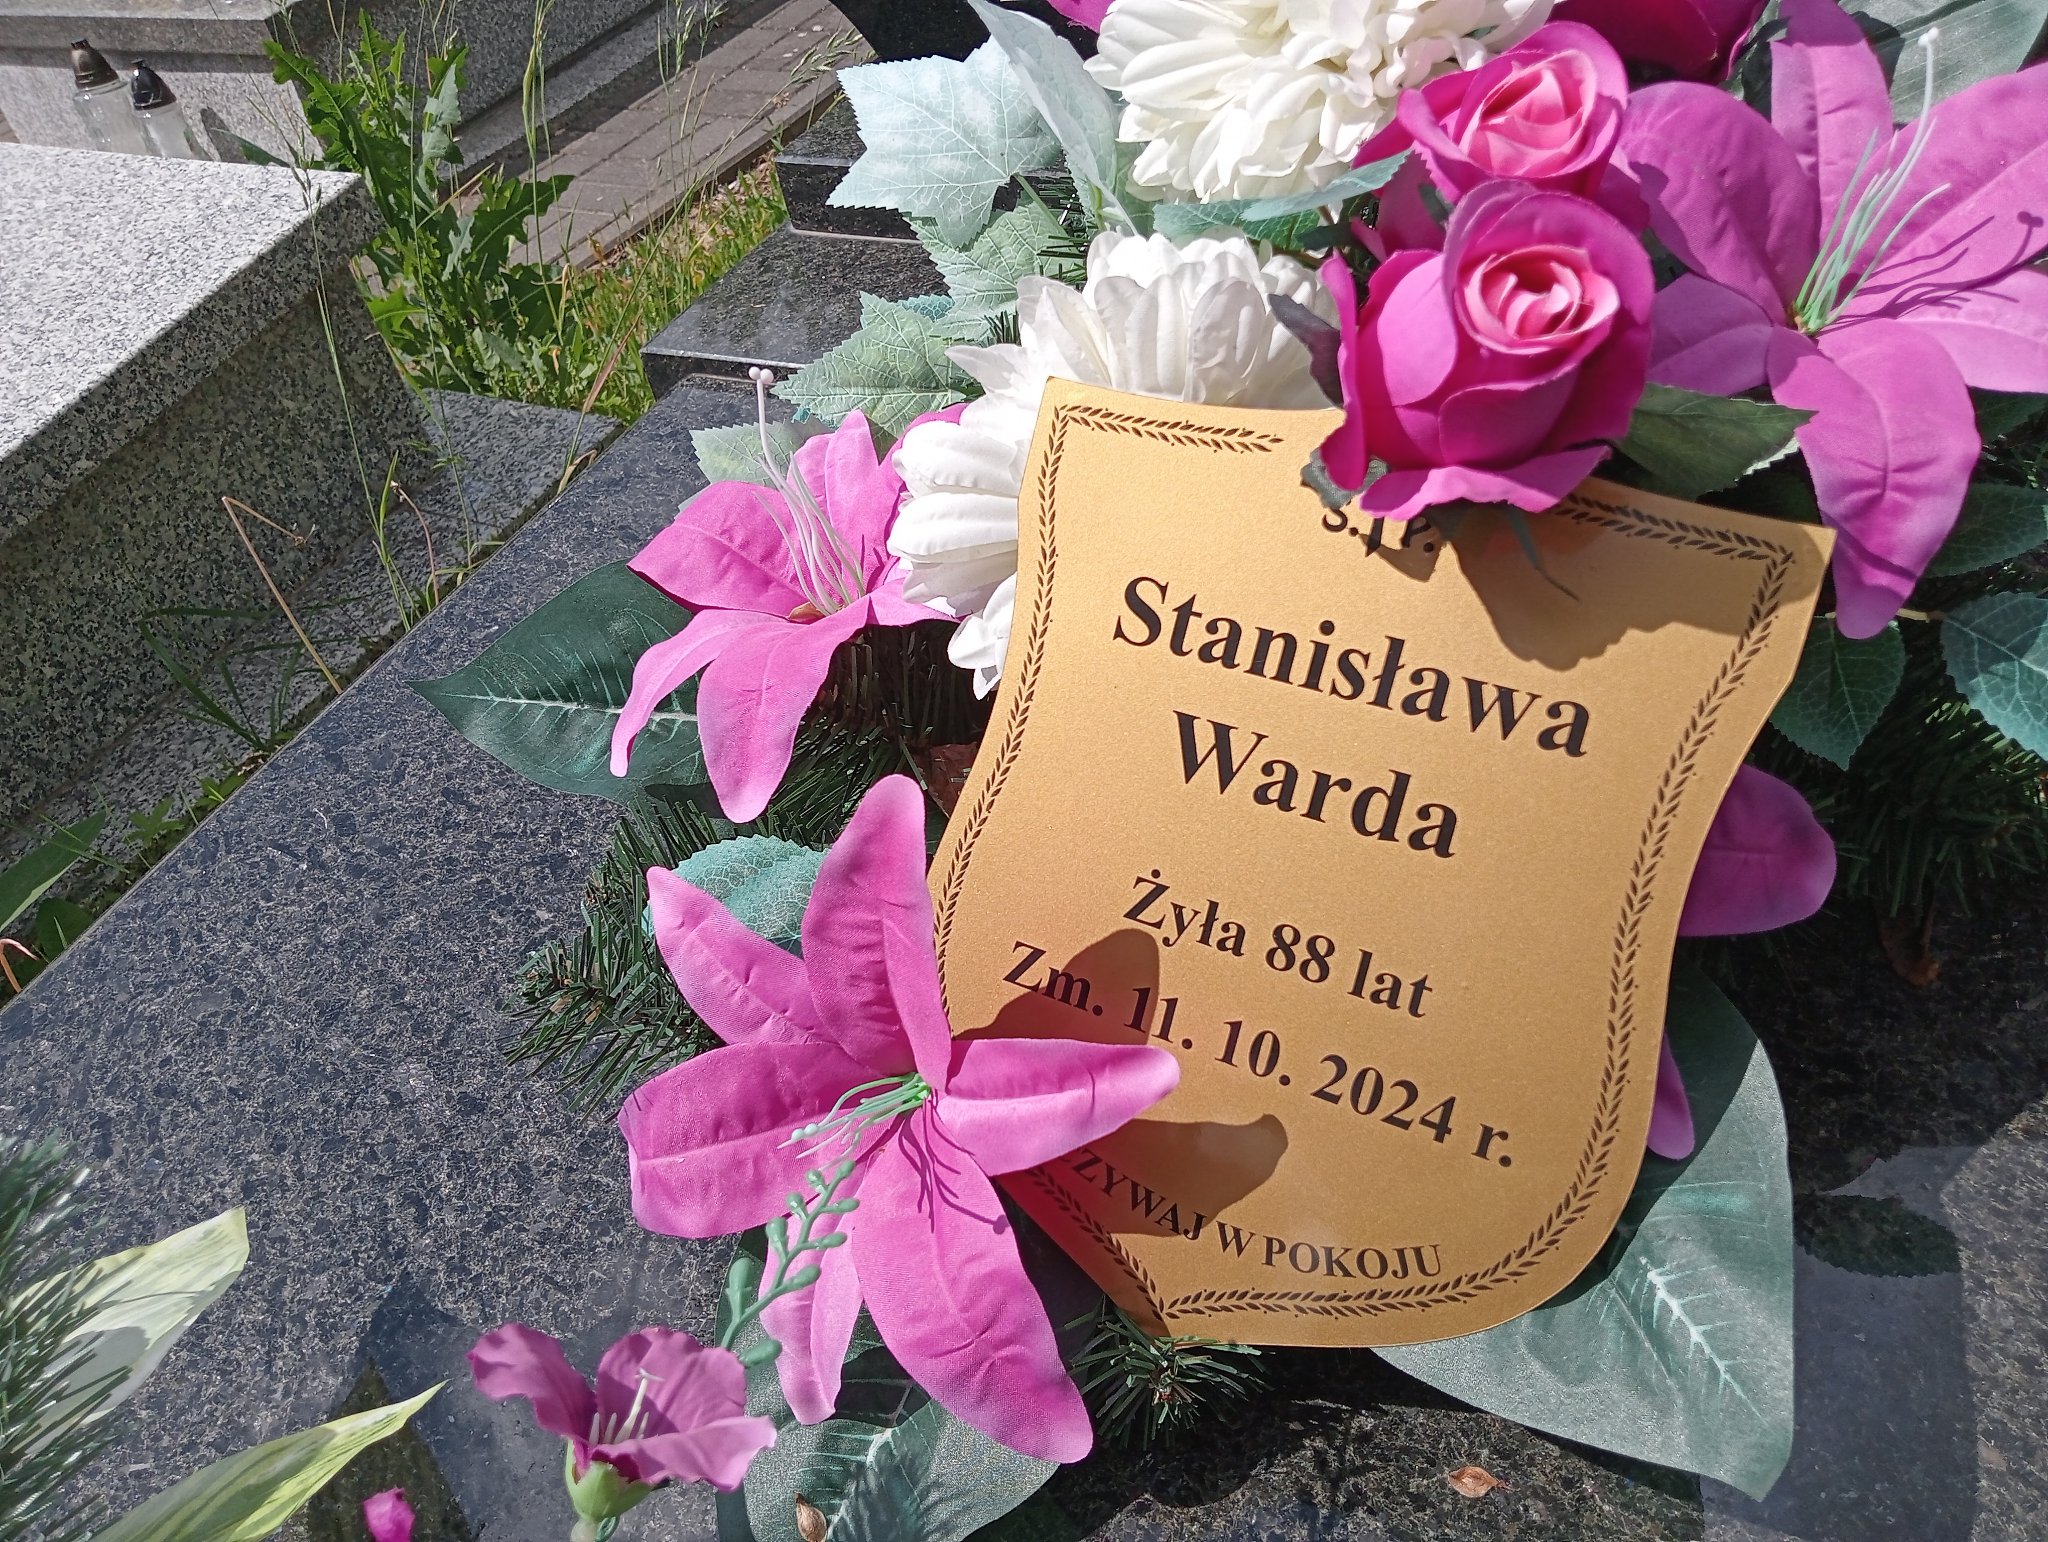 Ś. † P.
Stanisława
Warda
Żyła 88 lat
Zm. 11. 10. 2024 r.
W POKOJU